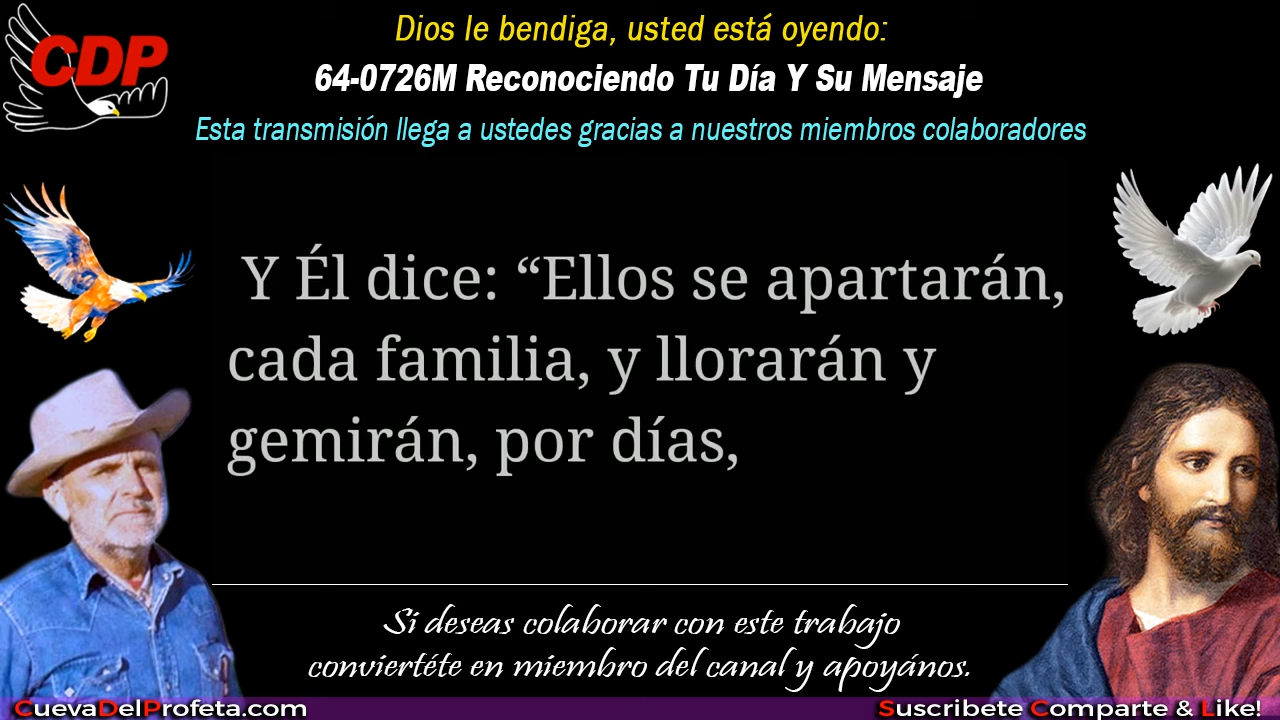 CDP
Dios le bendiga, usted está oyendo:
64-0726M Reconociendo Tu Día Y Su Mensaje
Esta transmisión llega a ustedes gracias a nuestros miembros colaboradores
Y Él dice: “Ellos se apartarán,
cada familia, y llorarán y
gemirán, por días,
Si deseas colaborar con este trabajo
conviertéte en miembro del canal y apoyános.
CuevaDelProfeta.com
Suscribete Comparte & Like!